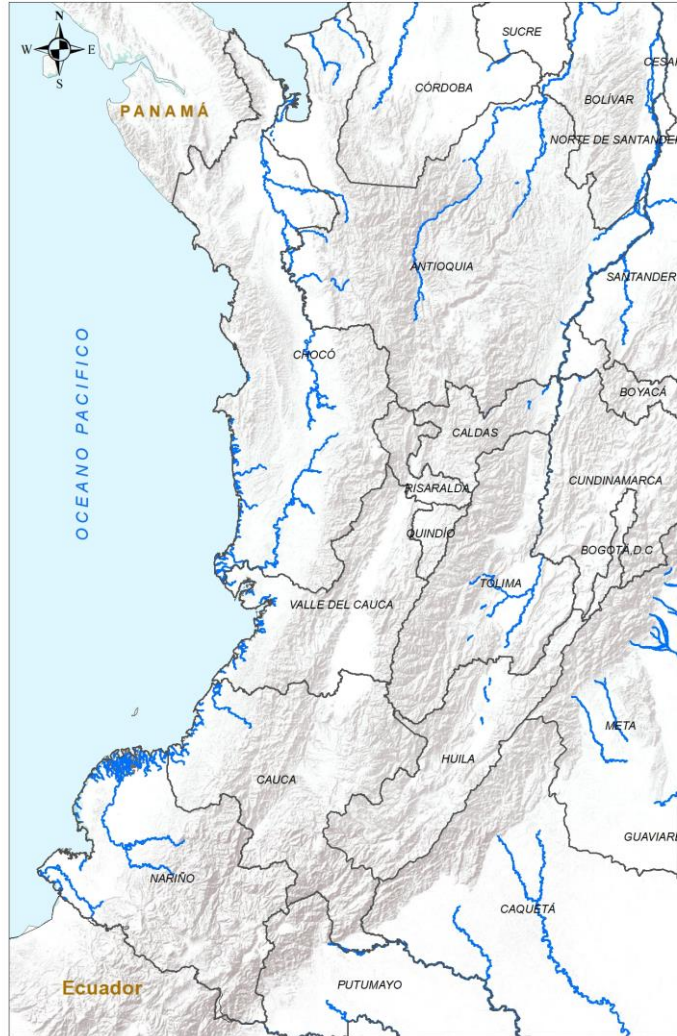 N
W E
S
SUCRE
CESAR
CÓRDOBA
BOLÍVAR
PANAMÁ
NORTE DE SANTANDER
ANTIOQUIA
SANTANDER
OCEANO PACIFICO
CHOCÓ
BOYACÁ
CALDAS
CUNDINAMARCA
RISARALDA
QUINDÍO
BOGOTÁ, D.C
TOLIMA
VALLE DEL CAUCA
META
HUILA
CAUCA
GUAVIARE
NARIÑO
CAQUETÁ
Ecuador
PUTUMAYO